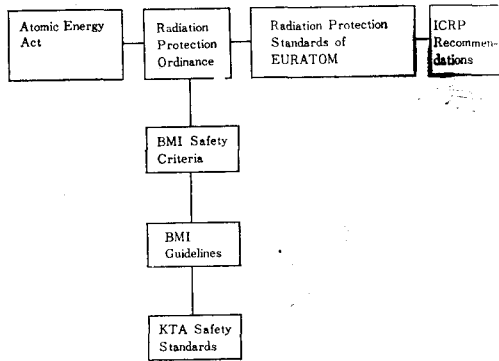 Atomic Energy
Act
Radiation
Protection
Ordinance
Radiation Protection
Standards of
EURATOM
ICRP
Recommen-
dations
BMI Safety
Criteria
BMI
Guidelines
KTA Safety
Standards